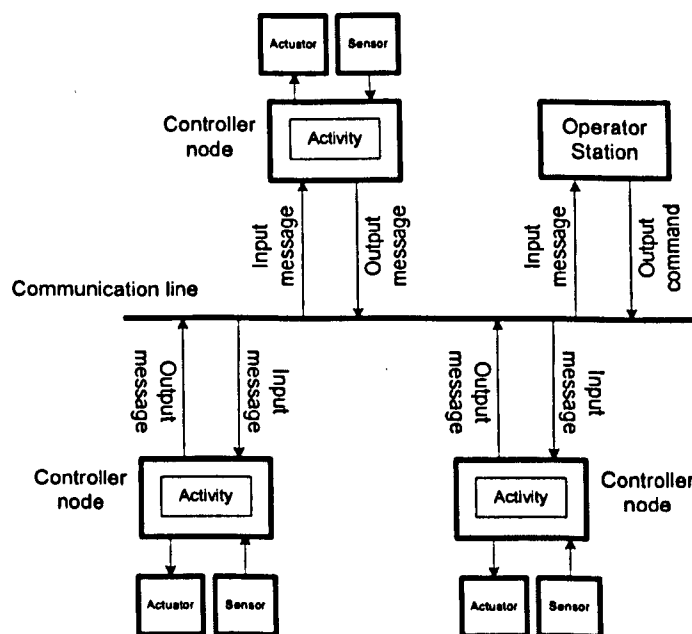 Actuator
Sensor
Controller
node
Activity
Operator
Station
Input
message
Output
message
Input
message
Output
command
Communication line
Output
message
Input
message
Output
message
Input
message
Controller
node
Activity
Activity
Controller
node
Actuator
Sensor
Actuator
Sensor